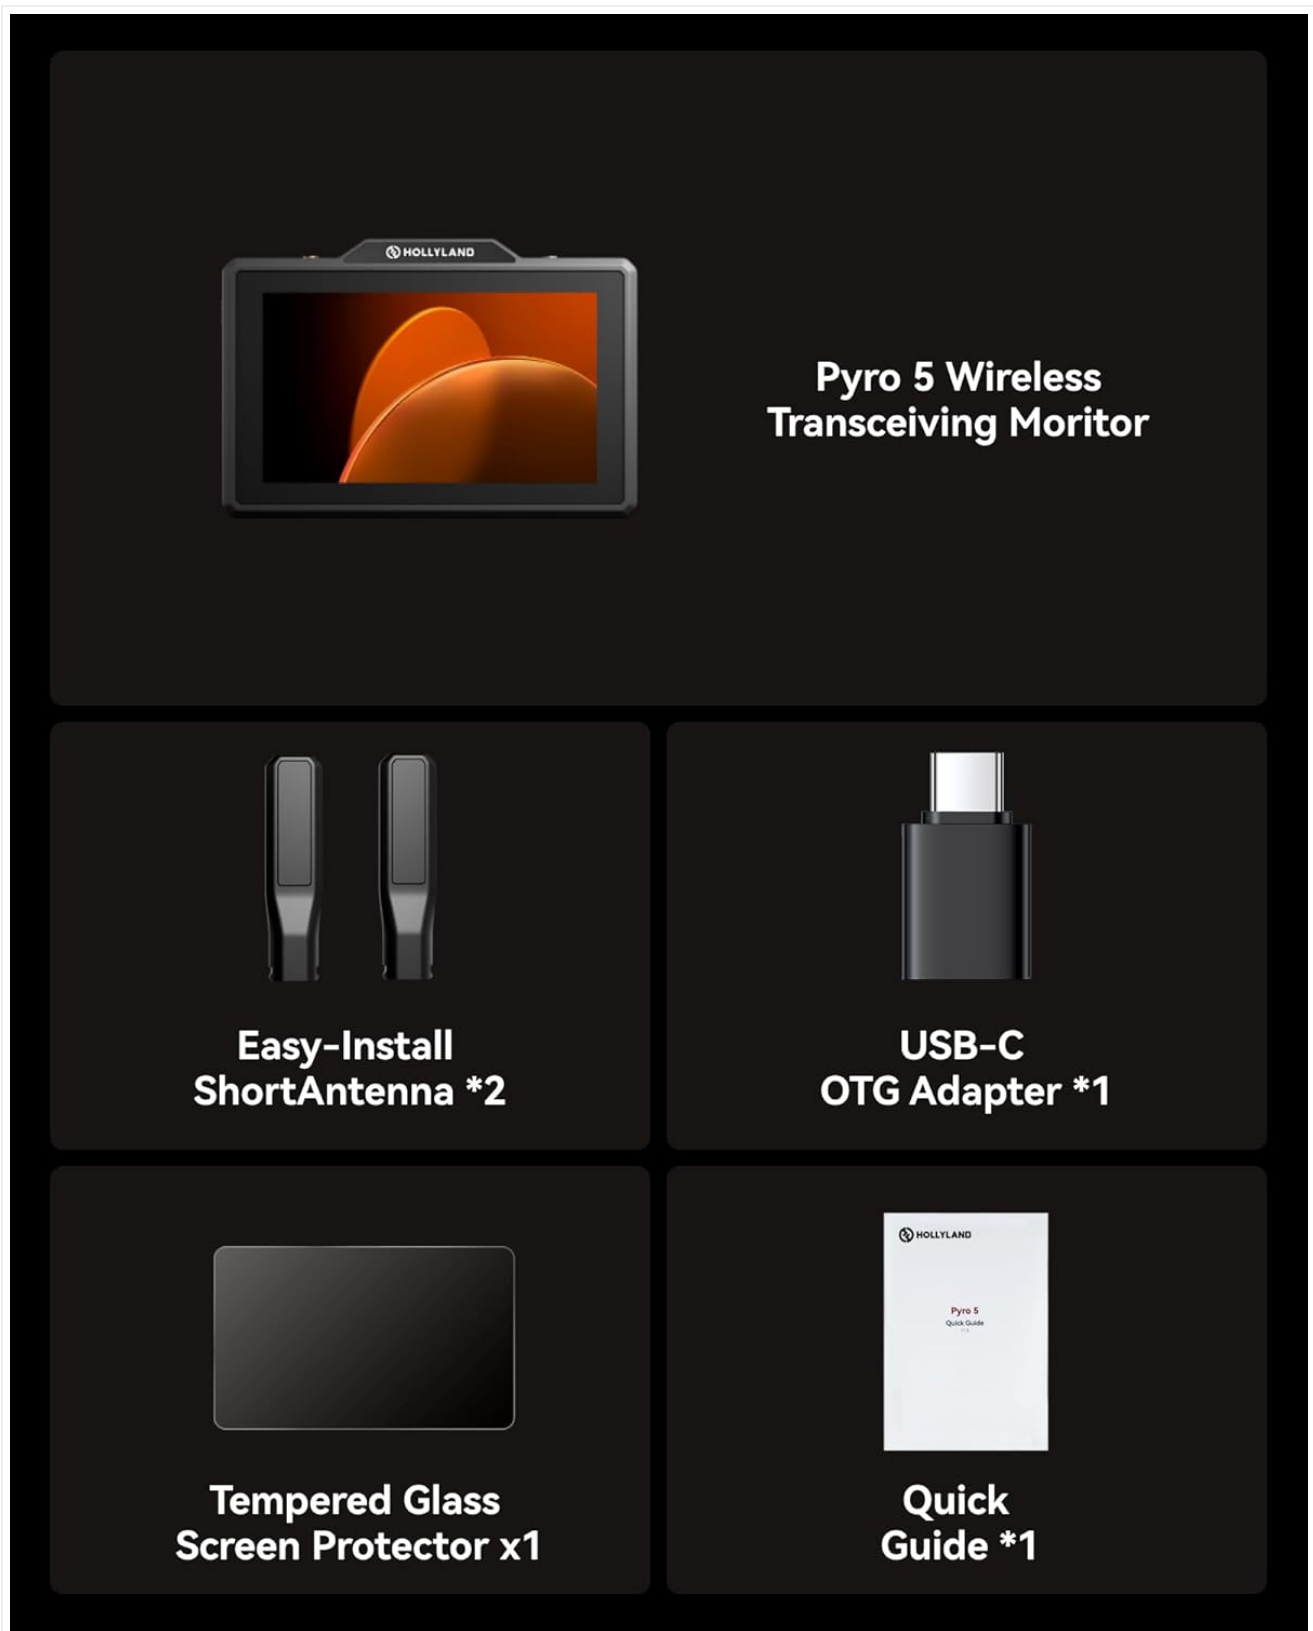 HOLLYLAND
Pyro 5 Wireless
Transceiving Moritor
Easy-Install
ShortAntenna *2
USB-C
OTG Adapter *1
HOLLYLAND
Pyro 5
Quick Guide
Tempered Glass
Screen Protector x1
Quick
Guide *1